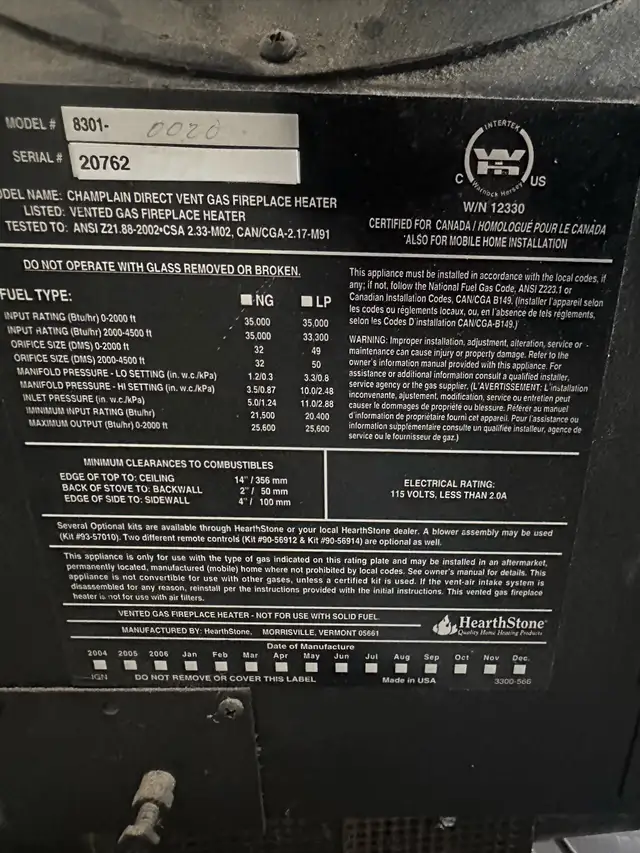 MODEL # 8301- 0020
SERIAL # 20762
ODEL NAME: CHAMPLAIN DIRECT VENT GAS FIREPLACE HEATER
LISTED: VENTED GAS FIREPLACE HEATER
TESTED TO: ANSI Z21.88-2002•CSA 2.33-M02, CAN/CGA-2.17-M91
INTERTEK
WH
C US
Warnock Hersey
W/N 12330
CERTIFIED FOR CANADA / HOMOLOGUÉ POUR LE CANADA
*ALSO FOR MOBILE HOME INSTALLATION
DO NOT OPERATE WITH GLASS REMOVED OR BROKEN.
FUEL TYPE: NG LP
INPUT RATING (Btu/hr) 0-2000 ft 35,000 35,000
INPUT RATING (Btu/hr) 2000-4500 ft 35,000 33,300
ORIFICE SIZE (DMS) 0-2000 ft 32 49
ORIFICE SIZE (DMS) 2000-4500 ft 32 50
MANIFOLD PRESSURE - LO SETTING (in. w.c./kPa) 1.2/0.3 3.3/0.8
MANIFOLD PRESSURE - HI SETTING (in. w.c./kPa) 3.5/0.87 10.0/2.48
INLET PRESSURE (in. w.c./kPa) 5.0/1.24 11.0/2.88
IMINIMUM INPUT RATING (Btu/hr) 21,500 20.400
MAXIMUM OUTPUT (Btu/hr) 0-2000 ft 25.600 25,600
This appliance must be installed in accordance with the local codes, if
any; if not, follow the National Fuel Gas Code, ANSI Z223.1 or
Canadian Installation Codes, CAN/CGA B149. (Installer l'appareil selon
les codes ou règlements locaux, ou, en l'absence de tels règlements,
selon les Codes D'installation CAN/CGA-B149.)
WARNING: Improper installation, adjustment, alteration, service or
maintenance can cause injury or property damage. Refer to the
owner's information manual provided with this appliance. For
assistance or additional information consult a qualified installer,
service agency or the gas supplier. (L'AVERTISSEMENT: L'installation
inconvenante, ajustement, modification, service ou entretien peut
causer le dommages de propriété ou blessure. Référer au manuel
d'information de propriétaire fourni cet appareil. Pour l'assistance ou
information supplémentaire consulte un qualifiée installeur, agence de
service ou le fournisseur de gaz.)
MINIMUM CLEARANCES TO COMBUSTIBLES
EDGE OF TOP TO: CEILING 14" / 356 mm
BACK OF STOVE TO: BACKWALL 2" / 50 mm
EDGE OF SIDE TO: SIDEWALL 4" / 100 mm
ELECTRICAL RATING:
115 VOLTS, LESS THAN 2.0A
Several Optional kits are available through HearthStone or your local HearthStone dealer. A blower assembly may be used
(Kit #93-57010). Two different remote controls (Kit #90-56912 & Kit #90-56914) are optional as well.
This appliance is only for use with the type of gas indicated on this rating plate and may be installed in an aftermarket,
permanently located, manufactured (mobile) home where not prohibited by local codes. See owner's manual for details. This
appliance is not convertible for use with other gases, unless a certified kit is used. If the vent-air intake system is
disassembled for any reason, reinstall per the instructions provided with the initial instructions. This vented gas fireplace
heater is not for use with air filters.
VENTED GAS FIREPLACE HEATER - NOT FOR USE WITH SOLID FUEL.
MANUFACTURED BY: HearthStone, MORRISVILLE, VERMONT 05661
HearthStone®
Quality Home Heating Products
Date of Manufacture
2004 2005 2006 Jan Feb Mar Apr May Jun Jul Aug Sep Oct Nov Dec.
IGN DO NOT REMOVE OR COVER THIS LABEL Made in USA 3300-566